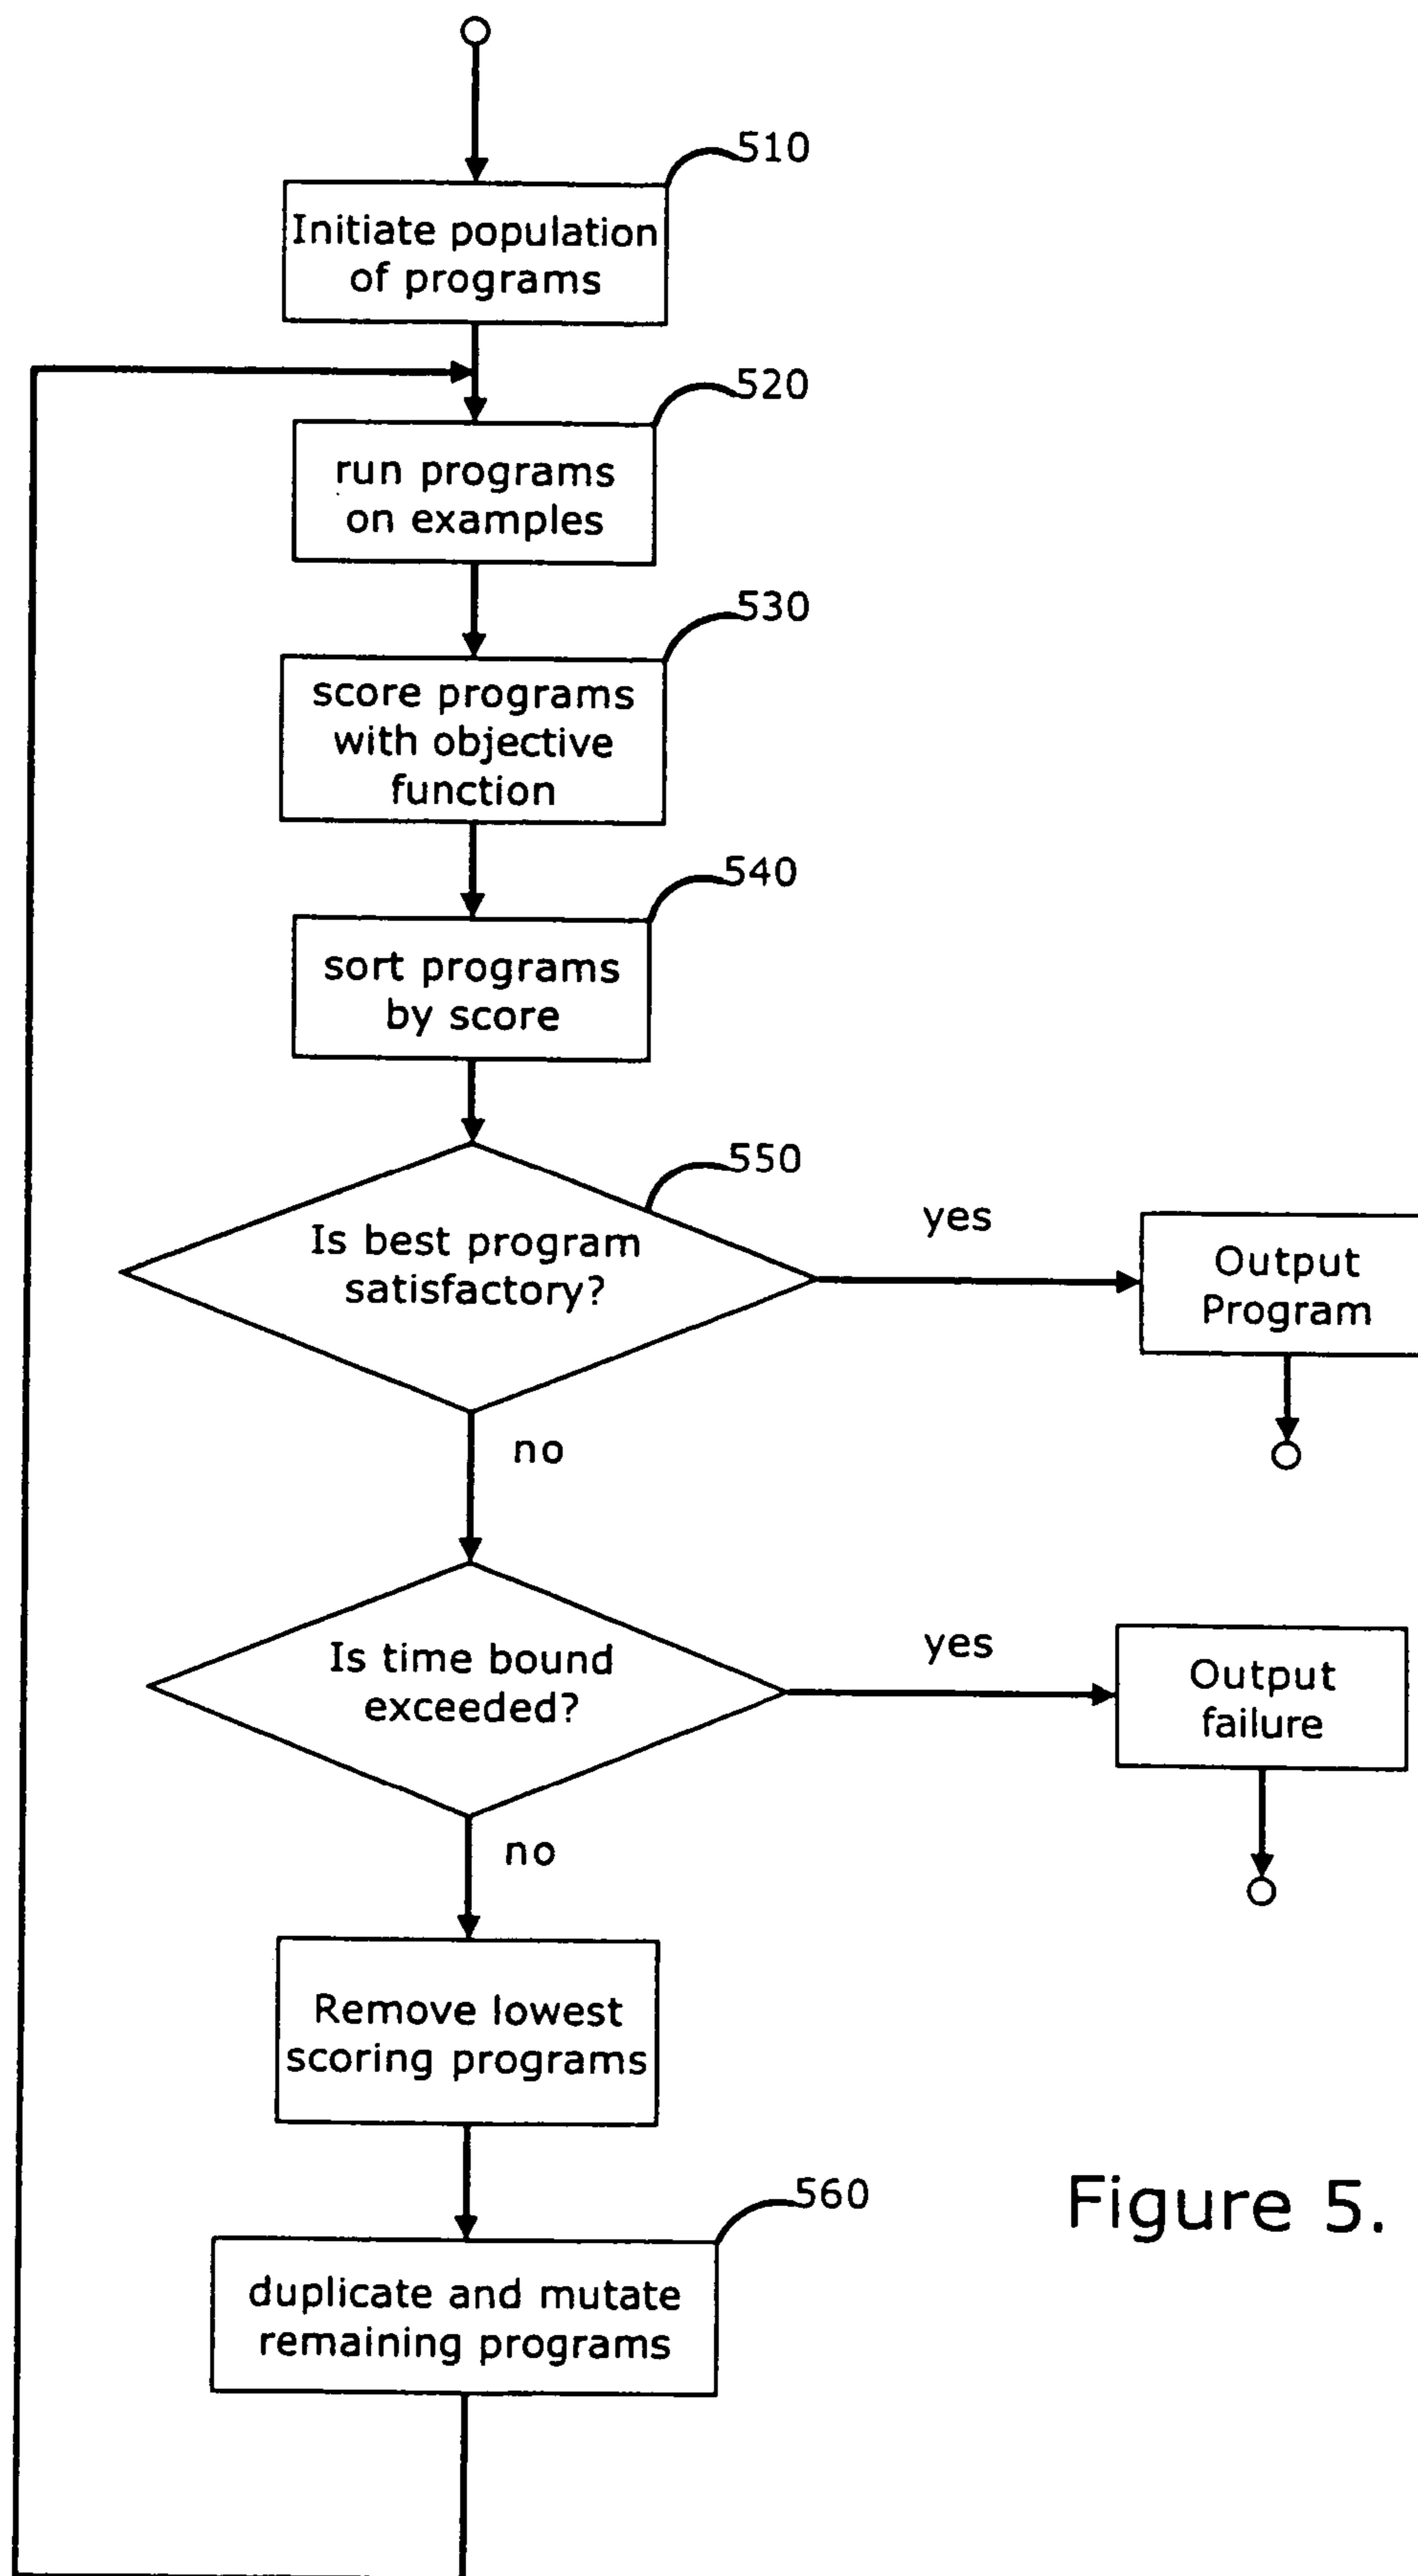 510
Initiate population
of programs
520
run programs
on examples
530
score programs
with objective
function
540
sort programs
by score
550
Is best program
satisfactory?
yes
Output
Program
no
Is time bound
exceeded?
yes
Output
failure
no
Remove lowest
scoring programs
560
duplicate and mutate
remaining programs
Figure 5.